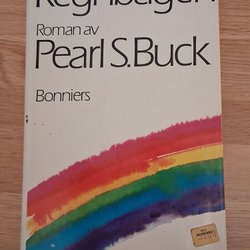 Regnbågen
Roman av
Pearl S. Buck
Bonniers